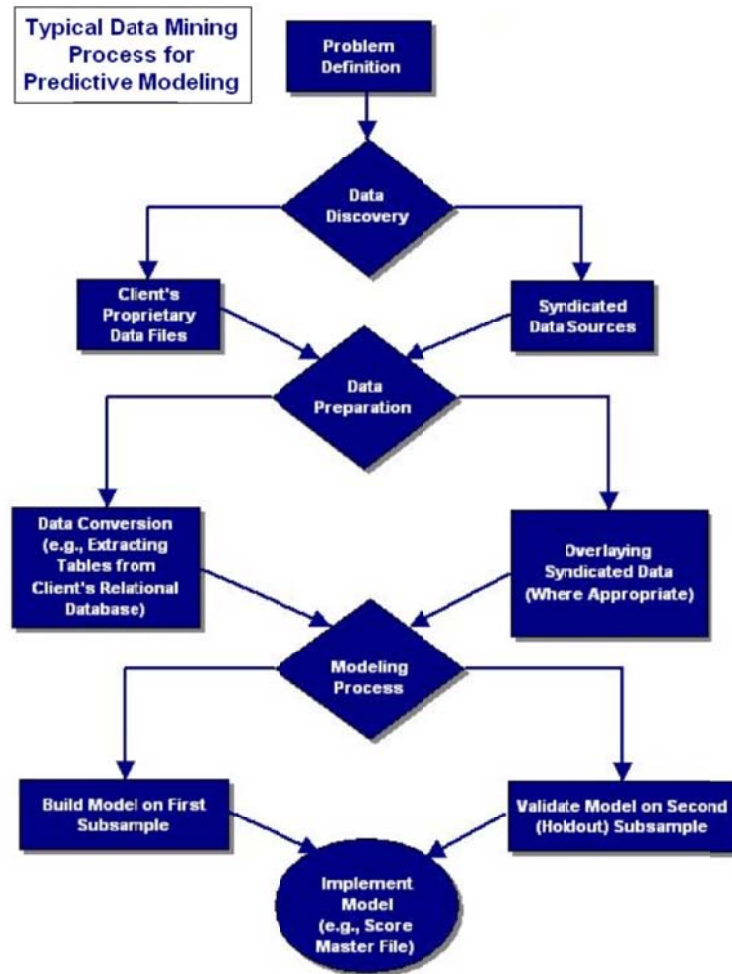 Typical Data Mining
Process for
Predictive Modeling
Problem
Definition
Data
Discovery
Client's
Proprietary
Data Files
Syndicated
Data Sources
Data
Preparation
Data Conversion
(e.g., Extracting
Tables from
Client's Relational
Database)
Overlaying
Syndicated Data
(Where Appropriate)
Modeling
Process
Build Model on First
Subsample
Validate Model on Second
(Holdout) Subsample
Implement
Model
(e.g., Score
Master File)